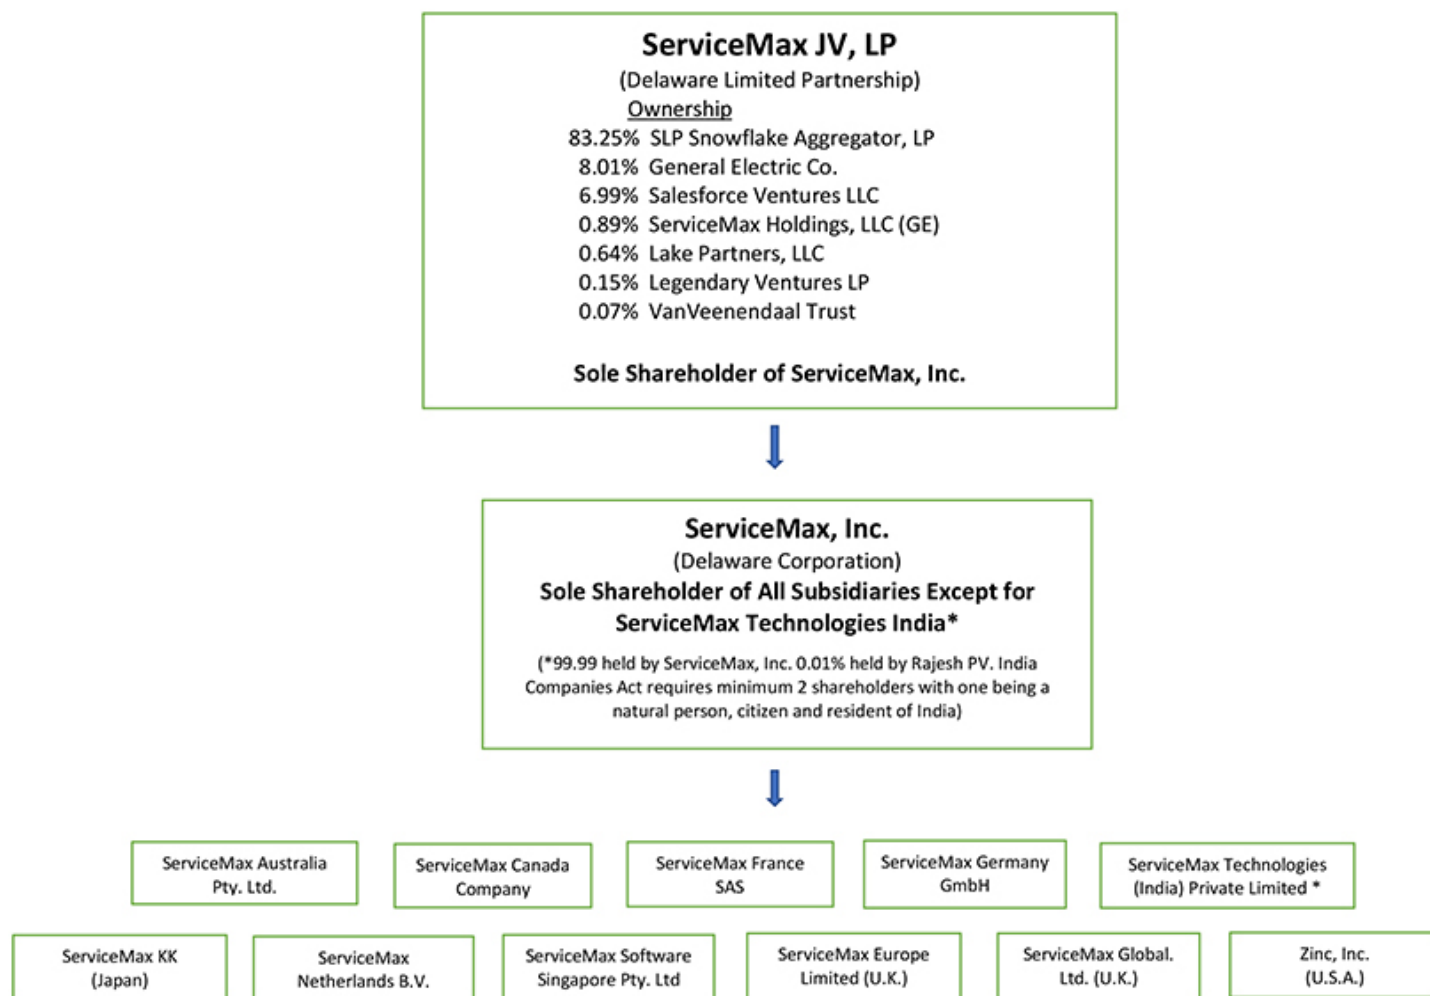 ServiceMax JV, LP
(Delaware Limited Partnership)
Ownership
83.25% SLP Snowflake Aggregator, LP
8.01% General Electric Co.
6.99% Salesforce Ventures LLC
0.89% ServiceMax Holdings, LLC (GE)
0.64% Lake Partners, LLC
0.15% Legendary Ventures LP
0.07% VanVeenendaal Trust
Sole Shareholder of ServiceMax, Inc.
ServiceMax, Inc.
(Delaware Corporation)
Sole Shareholder of All Subsidiaries Except for
ServiceMax Technologies India*
(*99.99 held by ServiceMax, Inc. 0.01% held by Rajesh PV. India
Companies Act requires minimum 2 shareholders with one being a
natural person, citizen and resident of India)
ServiceMax Australia
Pty. Ltd.
ServiceMax Canada
Company
ServiceMax France
SAS
ServiceMax Germany
GmbH
ServiceMax Technologies
(India) Private Limited *
ServiceMax KK
(Japan)
ServiceMax
Netherlands B.V.
ServiceMax Software
Singapore Pty. Ltd
ServiceMax Europe
Limited (U.K.)
ServiceMax Global.
Ltd. (U.K.)
Zinc, Inc.
(U.S.A.)